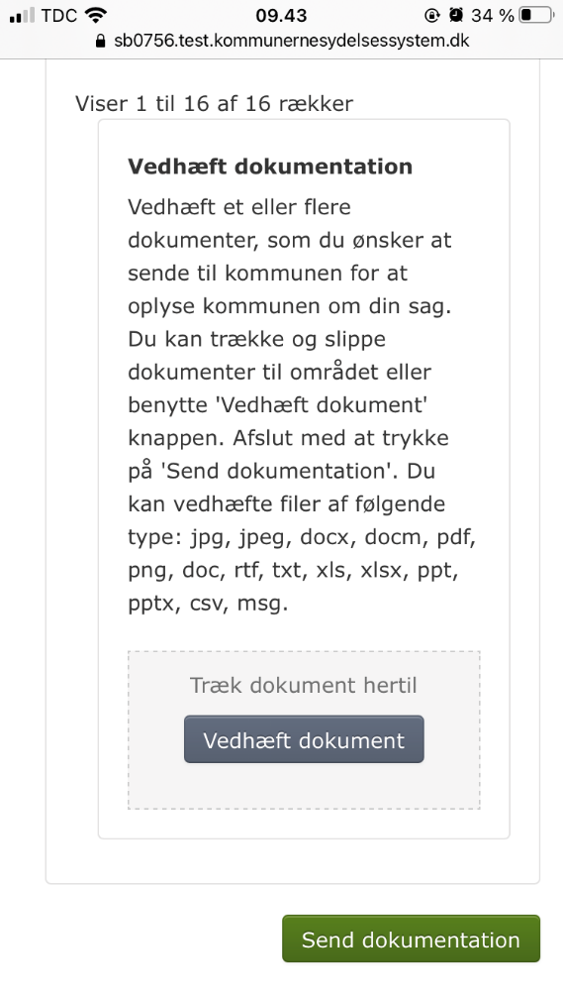 TDC 09.43 34 %
sb0756.test.kommunernesydelsessystem.dk
Viser 1 til 16 af 16 rækker
Vedhæft dokumentation
Vedhæft et eller flere
dokumenter, som du ønsker at
sende til kommunen for at
oplyse kommunen om din sag.
Du kan trække og slippe
dokumenter til området eller
benytte 'Vedhæft dokument'
knappen. Afslut med at trykke
på 'Send dokumentation'. Du
kan vedhæfte filer af følgende
type: jpg, jpeg, docx, docm, pdf,
png, doc, rtf, txt, xls, xlsx, ppt,
pptx, csv, msg.
Træk dokument hertil
Vedhæft dokument
Send dokumentation